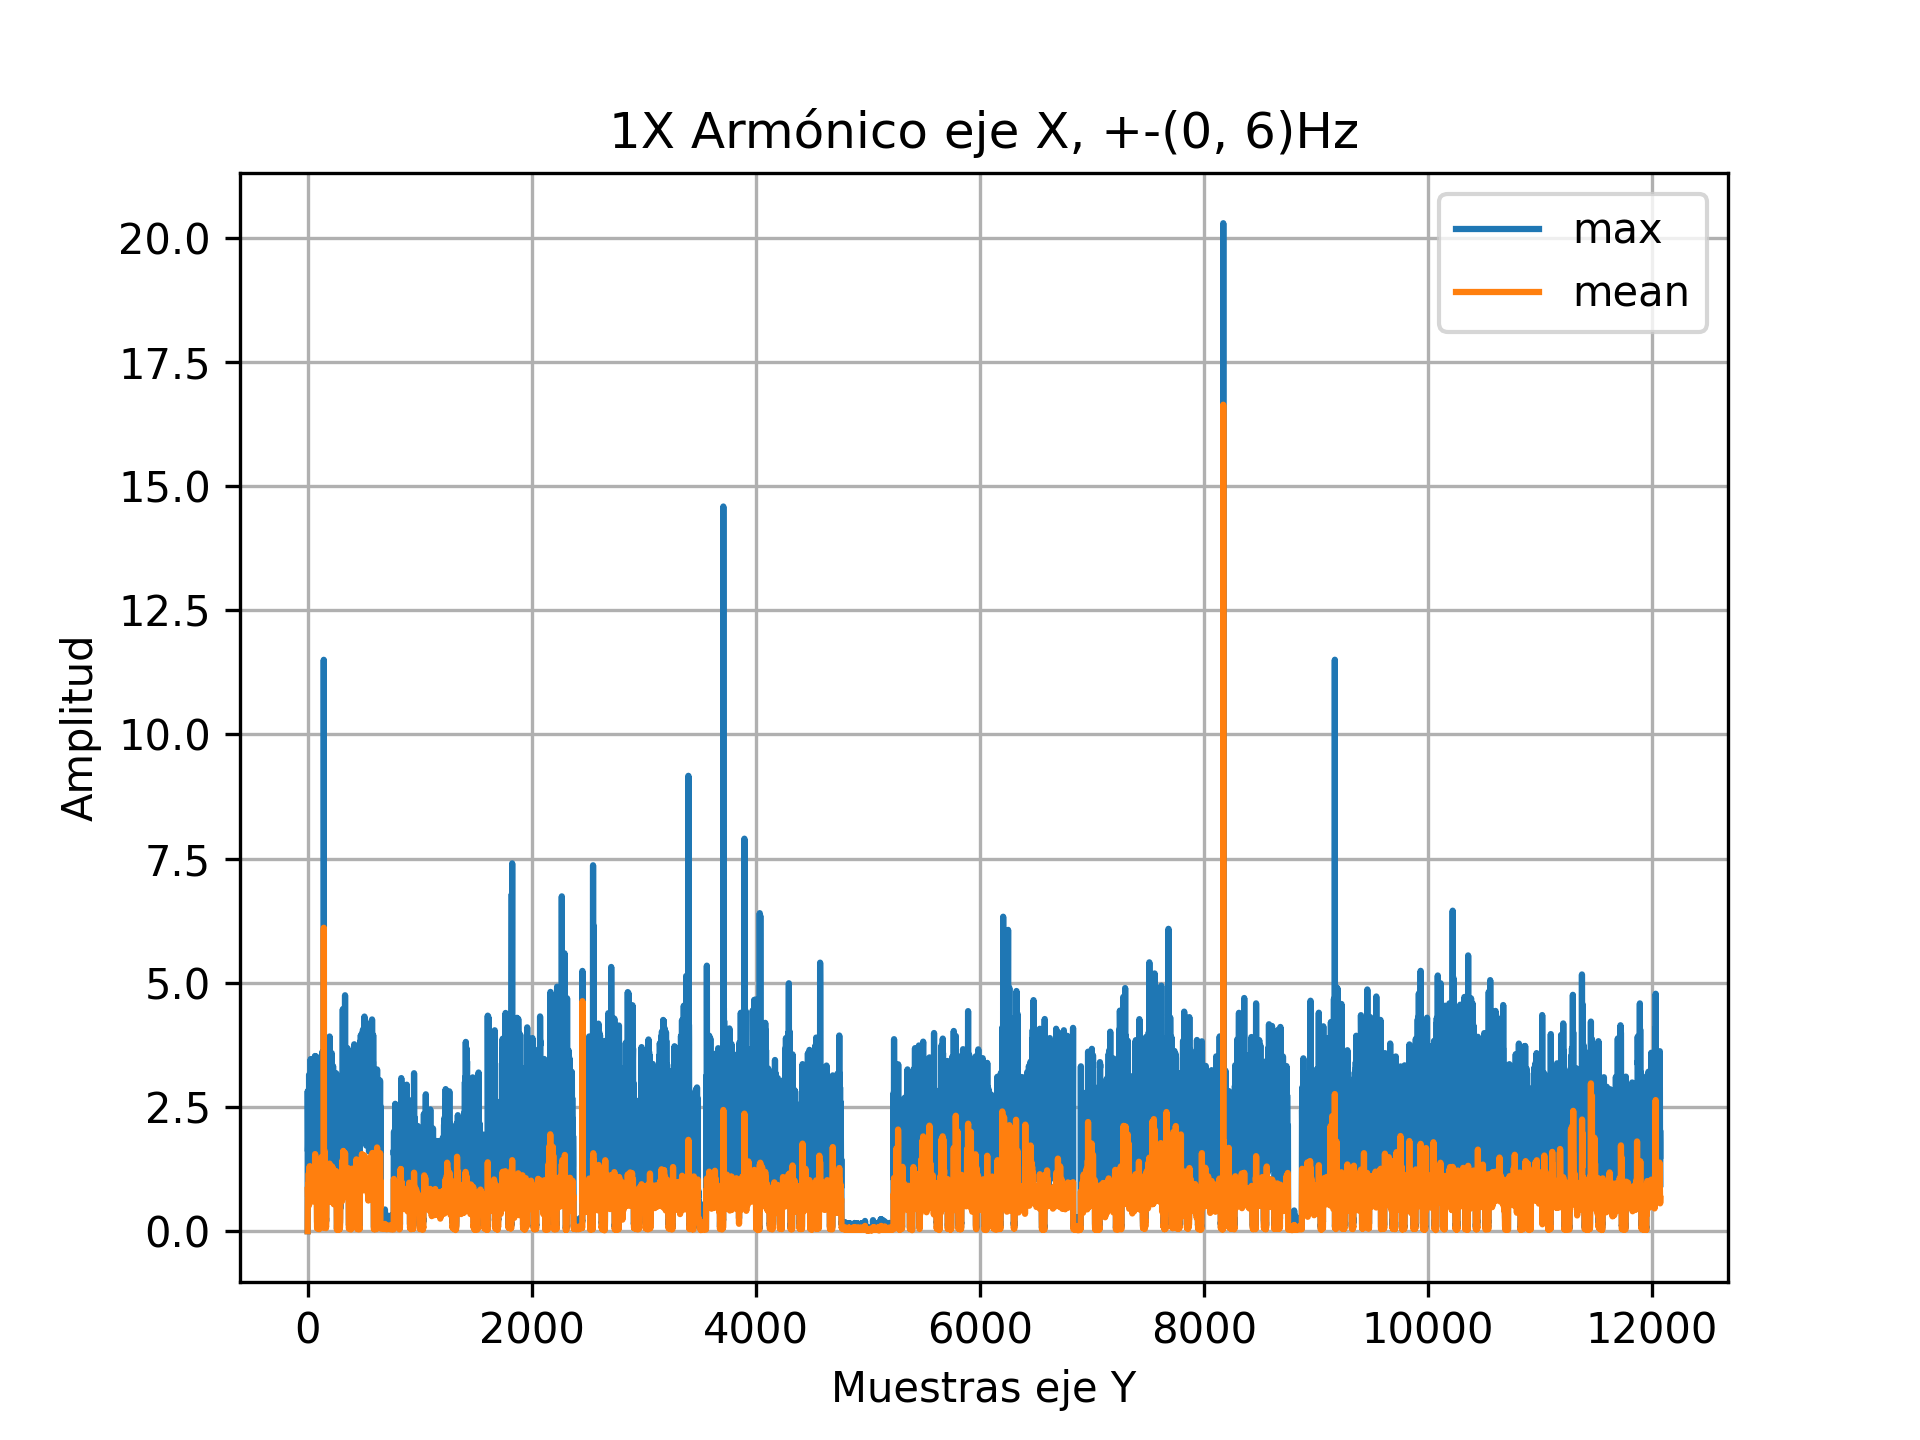 1X Armónico eje X, +-(0, 6)Hz
max
mean
20.0
17.5
15.0
12.5
10.0
7.5
5.0
2.5
0.0
Amplitud
0 2000 4000 6000 8000 10000 12000
Muestras eje Y